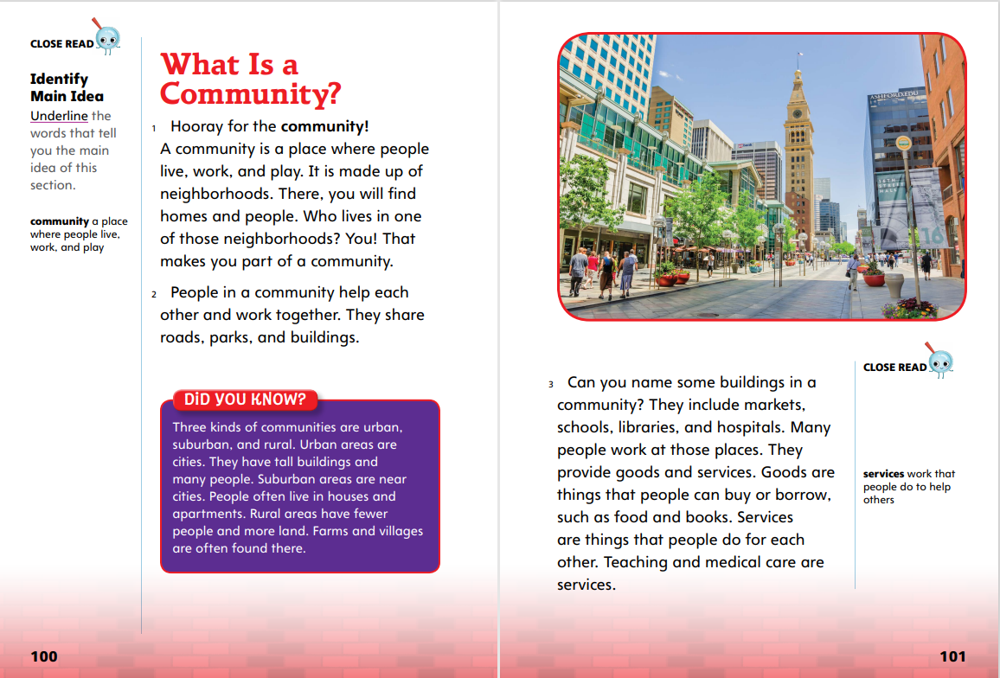 CLOSE READ
Identify
Main Idea
Underline the
words that tell
you the main
idea of this
section.
community a place
where people live,
work, and play
What Is a
Community?
1 Hooray for the community!
A community is a place where people
live, work, and play. It is made up of
neighborhoods. There, you will find
homes and people. Who lives in one
of those neighborhoods? You! That
makes you part of a community.
2 People in a community help each
other and work together. They share
roads, parks, and buildings.
DiD YOU KNOW?
Three kinds of communities are urban,
suburban, and rural. Urban areas are
cities. They have tall buildings and
many people. Suburban areas are near
cities. People often live in houses and
apartments. Rural areas have fewer
people and more land. Farms and villages
are often found there.
100
ASHFORD.EDU
16TH
STREET
MALL
16
3 Can you name some buildings in a
community? They include markets,
schools, libraries, and hospitals. Many
people work at those places. They
provide goods and services. Goods are
things that people can buy or borrow,
such as food and books. Services
are things that people do for each
other. Teaching and medical care are
services.
CLOSE READ
services work that
people do to help
others
101